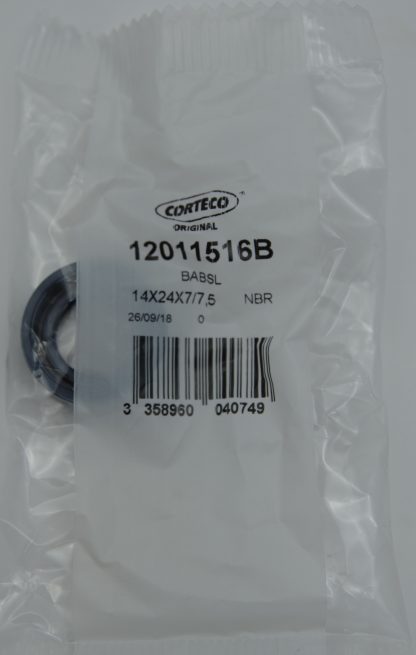 CORTECO
ORIGINAL
12011516B
BABSL
14X24X7/7,5 NBR
26/09/18 0
3 358960 040749